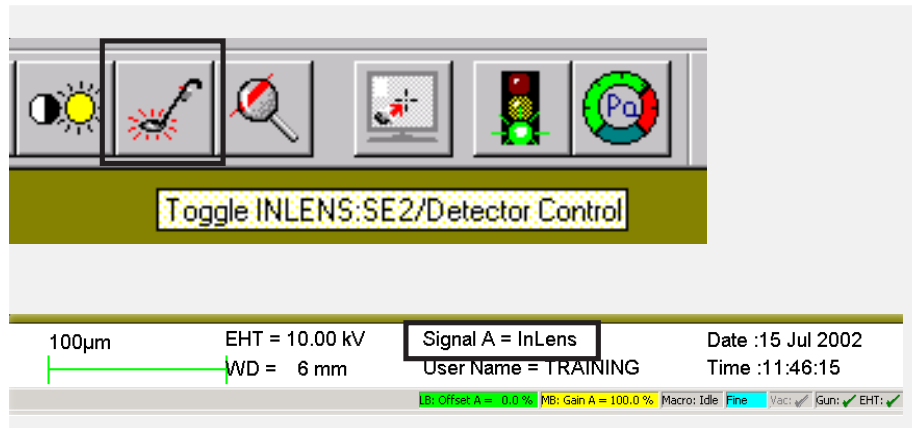 Pa
Toggle INLENS:SE2/Detector Control
100µm EHT = 10.00 kV Signal A = InLens Date :15 Jul 2002
WD = 6 mm User Name = TRAINING Time :11:46:15
LB: Offset A = 0.0 % MB: Gain A = 100.0 % Macro: Idle Fine Vac: Gun: EHT: